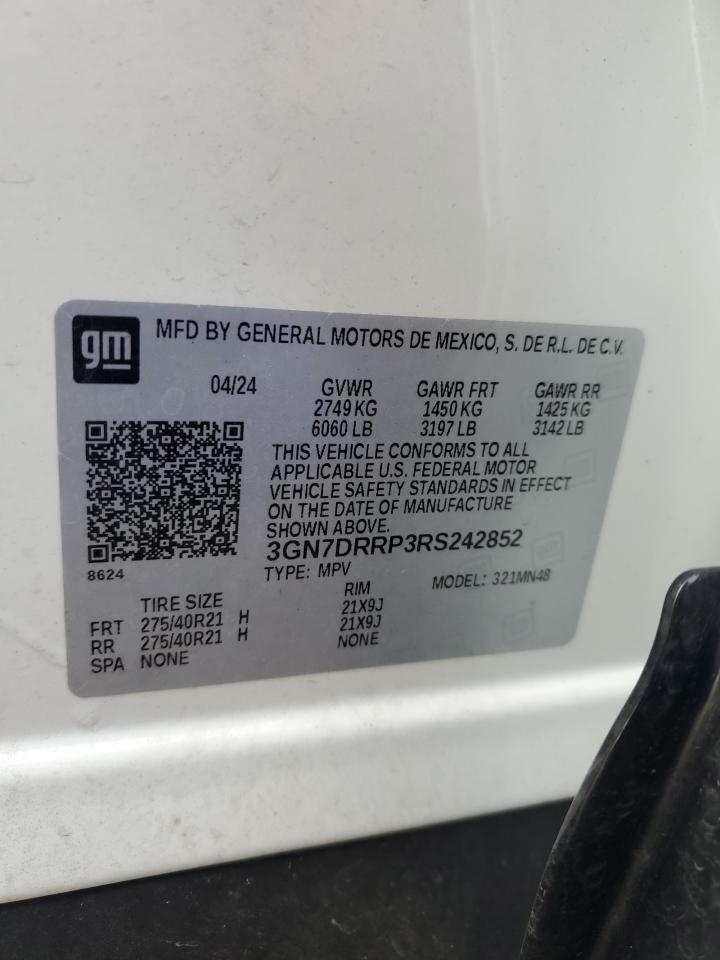 gm MFD BY GENERAL MOTORS DE MEXICO, S. DE R.L. DE C.V.
04/24 GVWR GAWR FRT GAWR RR
2749 KG 1450 KG 1425 KG
6060 LB 3197 LB 3142 LB
THIS VEHICLE CONFORMS TO ALL
APPLICABLE U.S. FEDERAL MOTOR
VEHICLE SAFETY STANDARDS IN EFFECT
ON THE DATE OF MANUFACTURE
SHOWN ABOVE.
3GN7DRRP3RS242852
8624 TYPE: MPV MODEL: 321MN48
TIRE SIZE RIM
FRT 275/40R21 H 21X9J
RR 275/40R21 H 21X9J
SPA NONE NONE